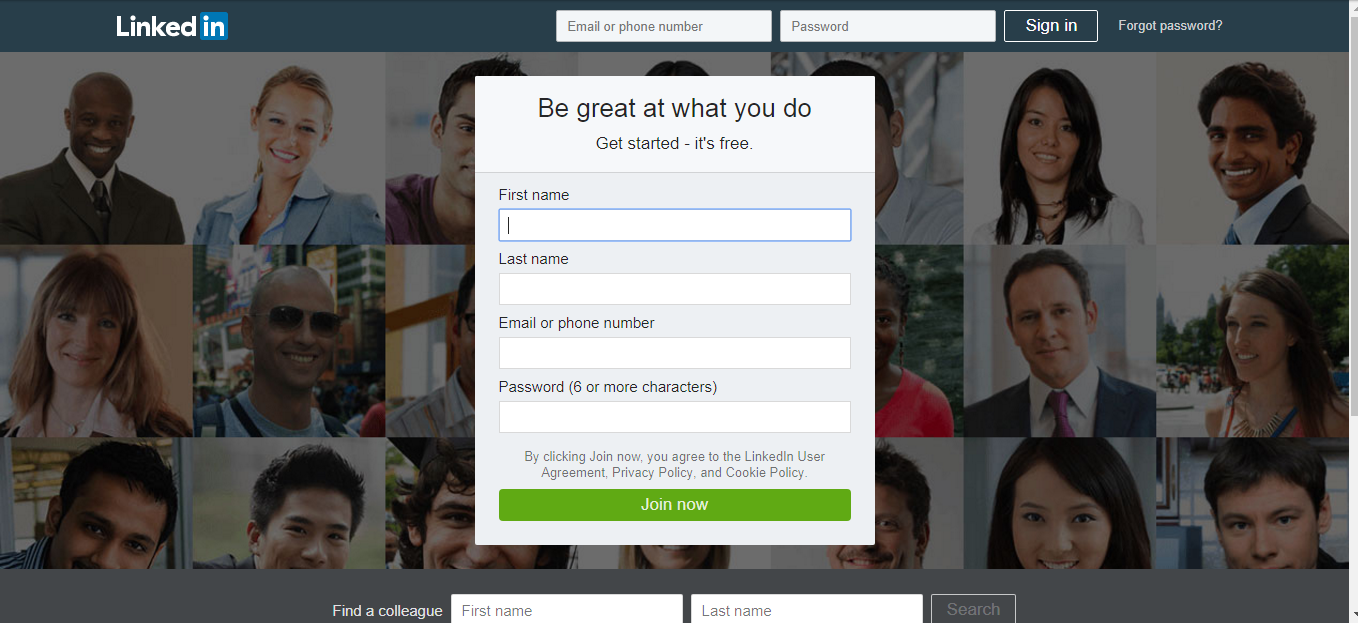 Linked in
Email or phone number Password Sign in Forgot password?
Be great at what you do
Get started - it's free.
First name
Last name
Email or phone number
Password (6 or more characters)
By clicking Join now, you agree to the LinkedIn User
Agreement, Privacy Policy, and Cookie Policy.
Join now
Find a colleague First name Last name Search